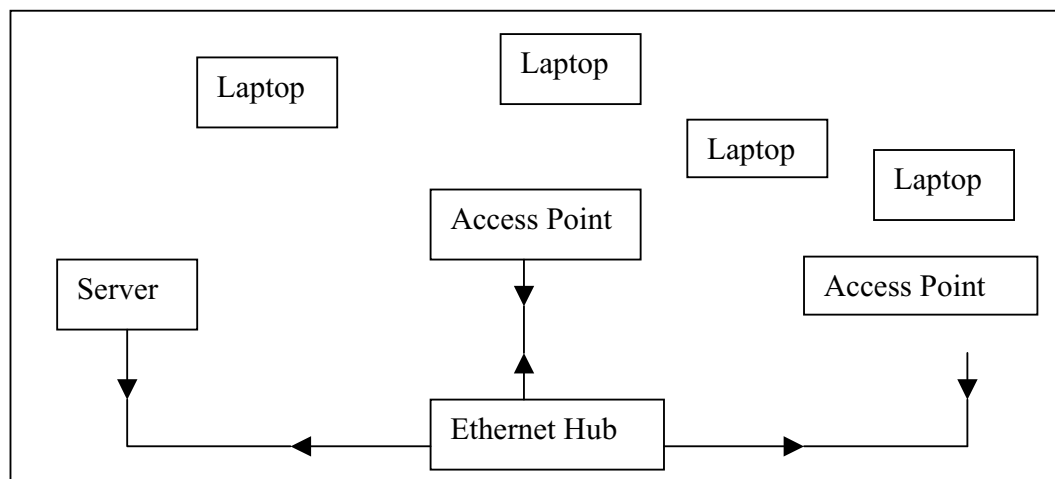 Laptop
Laptop
Laptop
Laptop
Access Point
Server
Access Point
Ethernet Hub